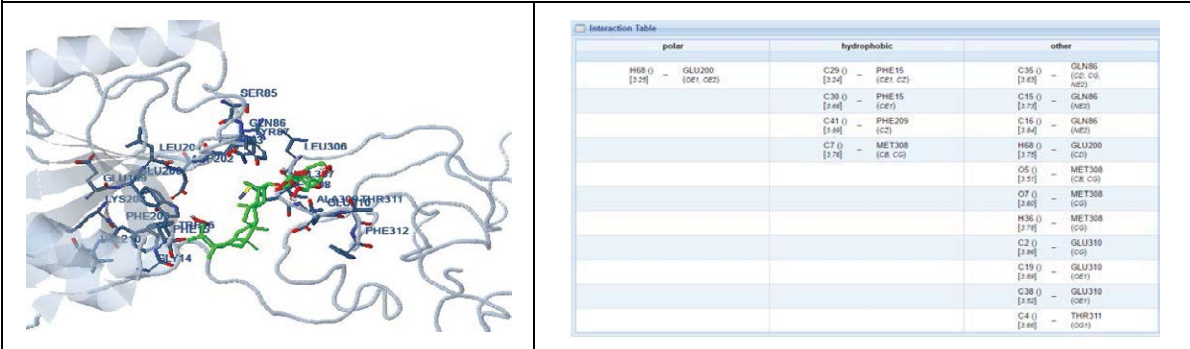 SER85
GLN86
LEU306
LEU20
202
LYS20
PHE20
ALA309 THR311
PHE15
PHE312
GLY14
Interaction Table
polar hydrophobic other
H68 () – GLU200 C29 () – PHE15 C35 () – GLN86
[3.25] (OE1, OE2) [3.24] (CE1, CZ) [3.63] (CD, CG, NE2)
C30 () – PHE15 C15 () – GLN86
[3.66] (CE1) [3.73] (NE2)
C41 () – PHE209 C16 () – GLN86
[3.89] (CZ) [3.84] (NE2)
C7 () – MET308 H68 () – GLU200
[3.76] (CB, CG) [3.75] (CD)
O5 () – MET308
[3.51] (CB, CG)
O7 () – MET308
[3.60] (CG)
H36 () – MET308
[3.78] (CG)
C2 () – GLU310
[3.86] (CG)
C19 () – GLU310
[3.89] (OE1)
C38 () – GLU310
[3.52] (OE1)
C4 () – THR311
[3.66] (OG1)